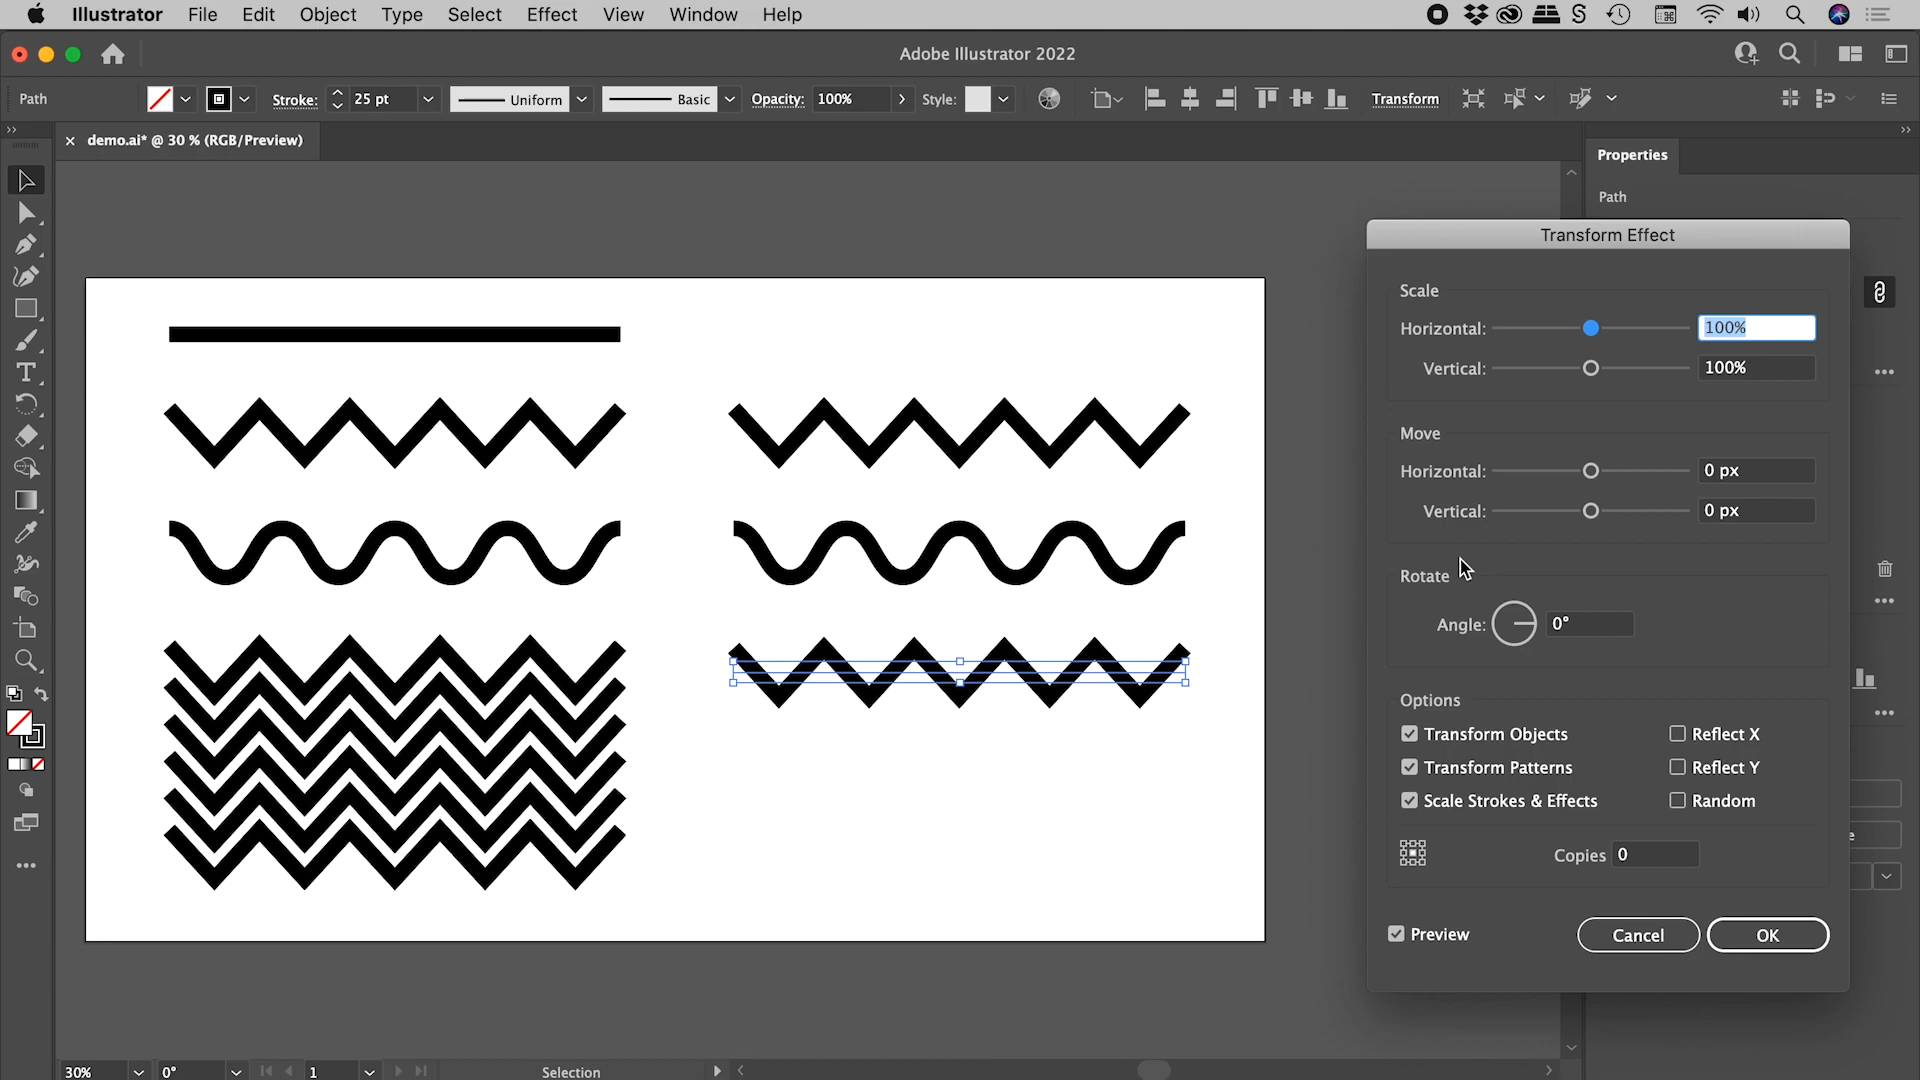 Illustrator File Edit Object Type Select Effect View Window Help
Adobe Illustrator 2022
Path Stroke: 25 pt Uniform Basic Opacity: 100% Style: Transform
demo.ai* @ 30 % (RGB/Preview)
Properties
Path
Transform Effect
Scale
Horizontal: 100%
Vertical: 100%
Move
Horizontal: 0 px
Vertical: 0 px
Rotate
Angle: 0°
Options
Transform Objects Reflect X
Transform Patterns Reflect Y
Scale Strokes & Effects Random
Copies 0
Preview Cancel OK
30% 0° 1 Selection